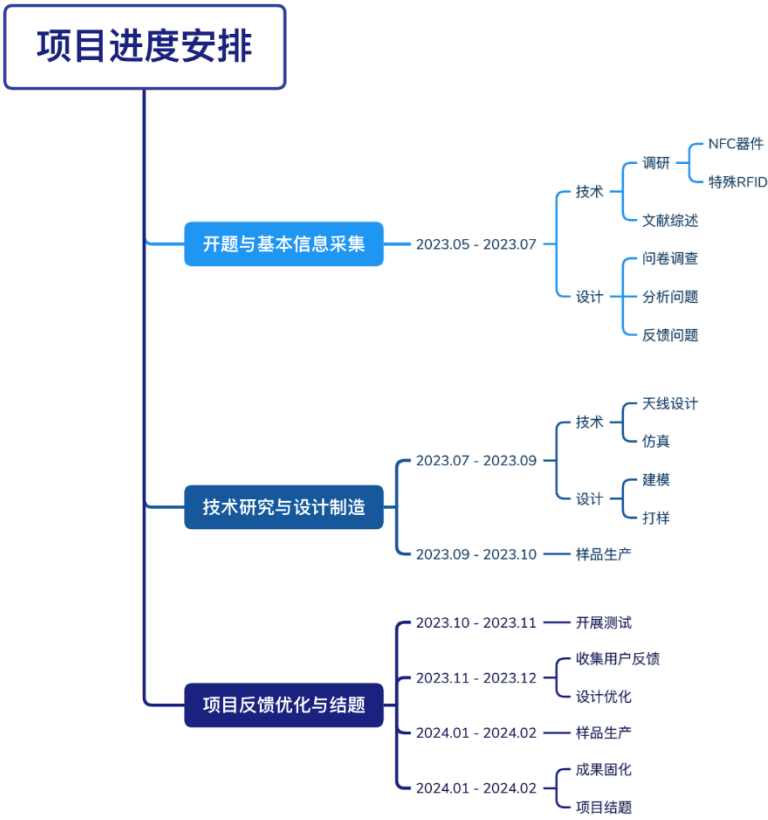 项目进度安排
开题与基本信息采集
2023.05 - 2023.07
技术
调研
NFC器件
特殊RFID
文献综述
设计
问卷调查
分析问题
反馈问题
技术研究与设计制造
2023.07 - 2023.09
技术
天线设计
仿真
设计
建模
打样
2023.09 - 2023.10
样品生产
项目反馈优化与结题
2023.10 - 2023.11
开展测试
2023.11 - 2023.12
收集用户反馈
设计优化
2024.01 - 2024.02
样品生产
2024.01 - 2024.02
成果固化
项目结题